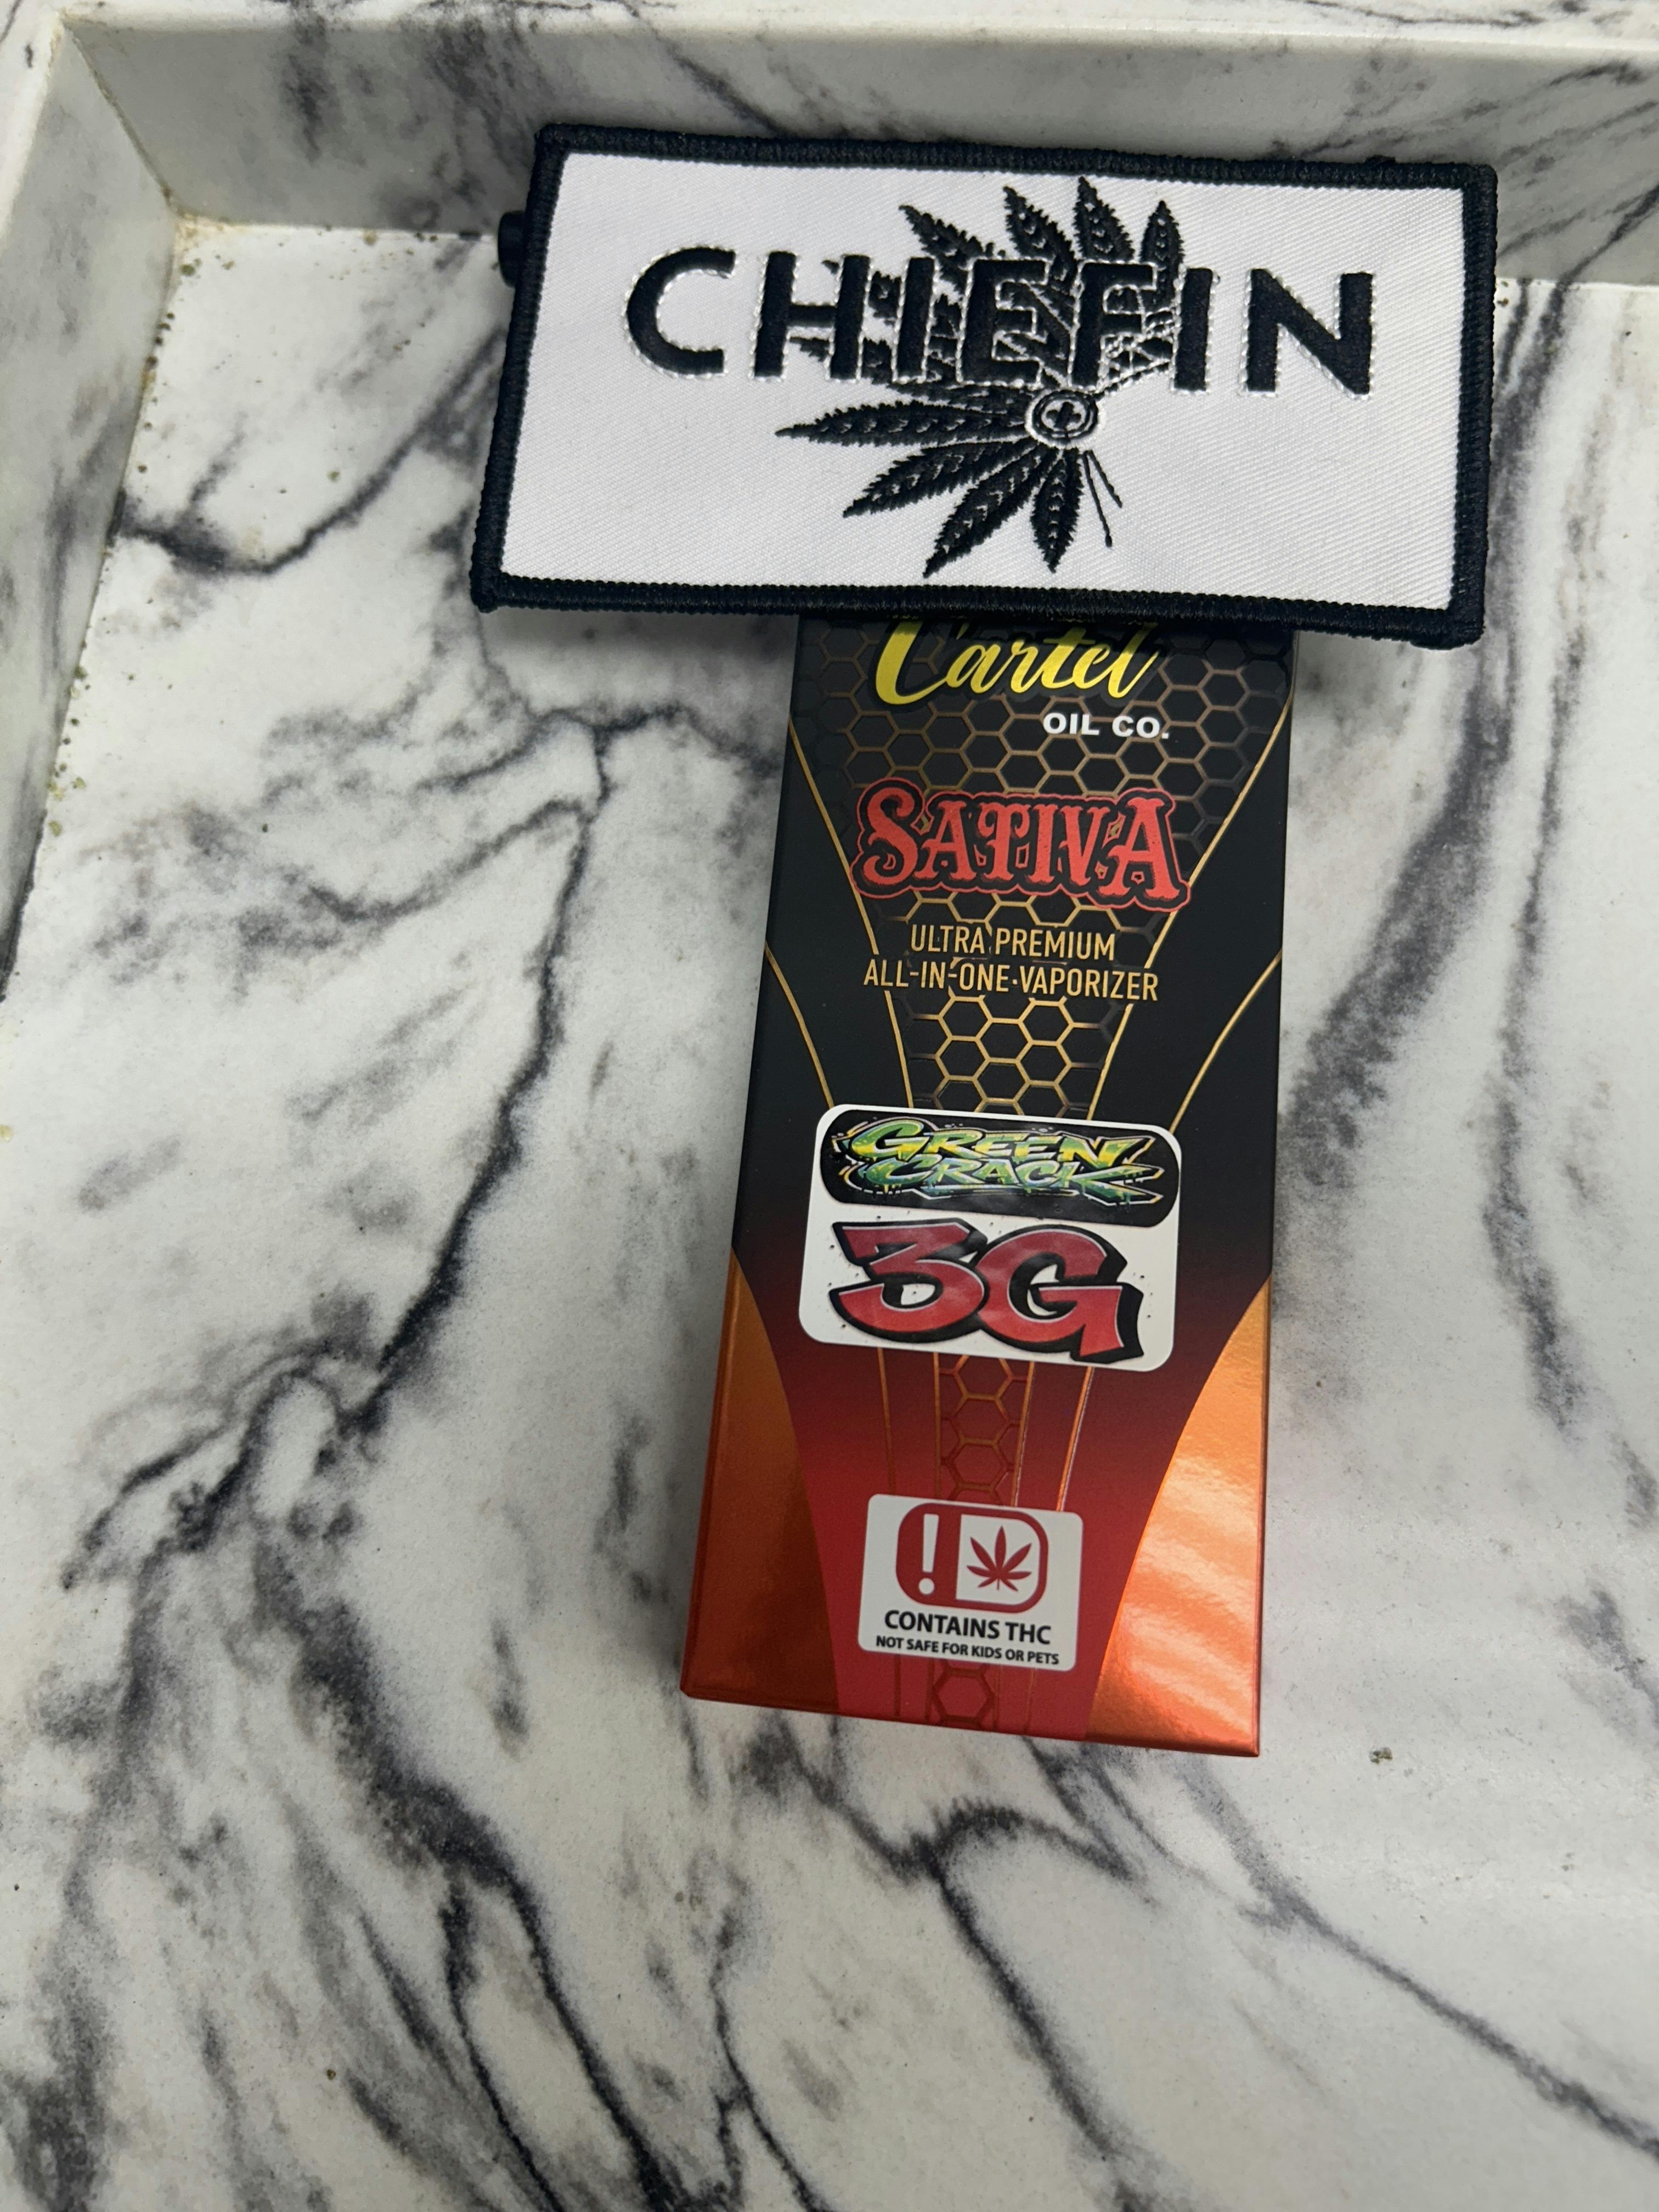 CHIEFIN
Cartel
OIL CO.
SATIVA
ULTRA PREMIUM
ALL-IN-ONE-VAPORIZER
GREEN
CRACK
3G
!
CONTAINS THC
NOT SAFE FOR KIDS OR PETS